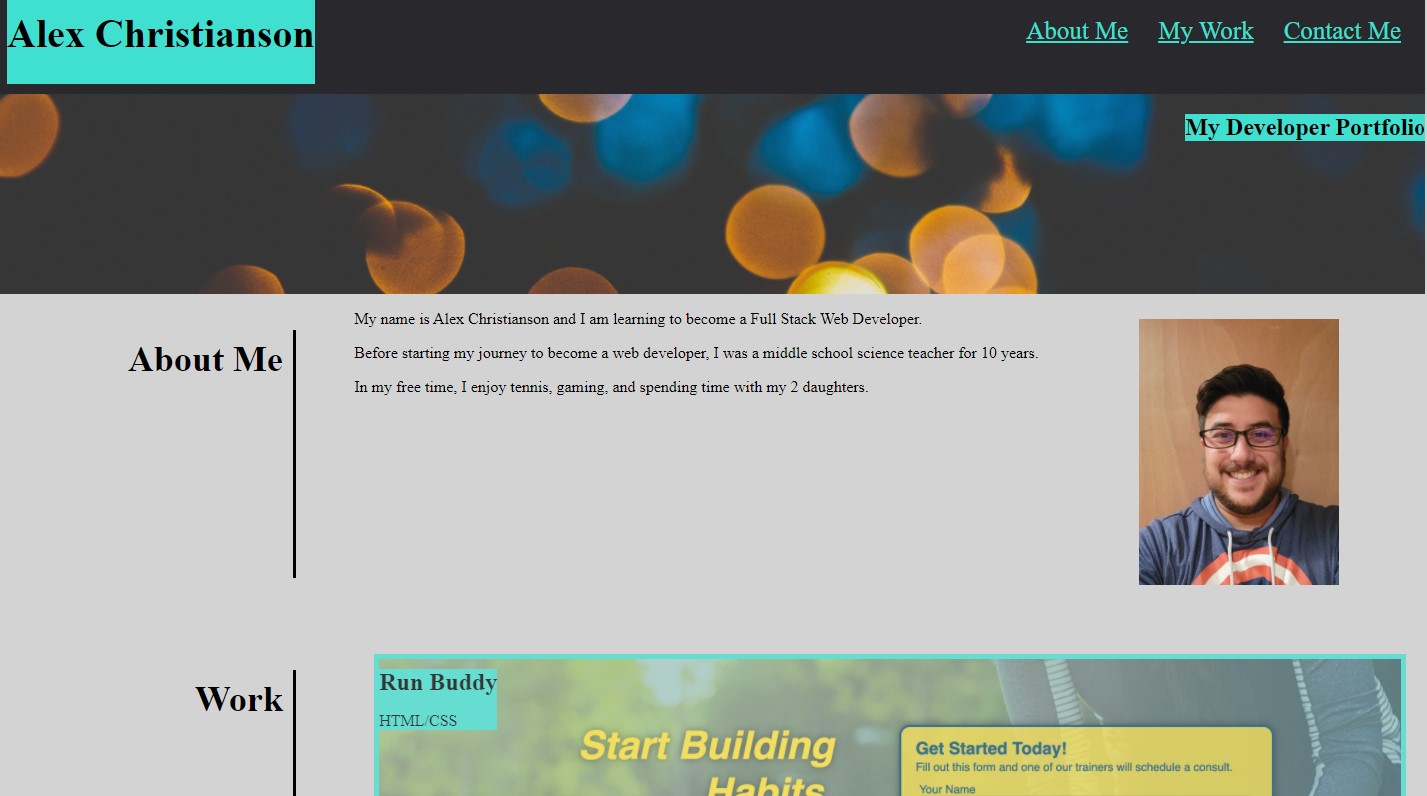 Alex Christianson
About Me My Work Contact Me
My Developer Portfolio
About Me
My name is Alex Christianson and I am learning to become a Full Stack Web Developer.
Before starting my journey to become a web developer, I was a middle school science teacher for 10 years.
In my free time, I enjoy tennis, gaming, and spending time with my 2 daughters.
Work
Run Buddy
HTML/CSS
Start Building
Habits
Get Started Today!
Fill out this form and one of our trainers will schedule a consult.
Your Name